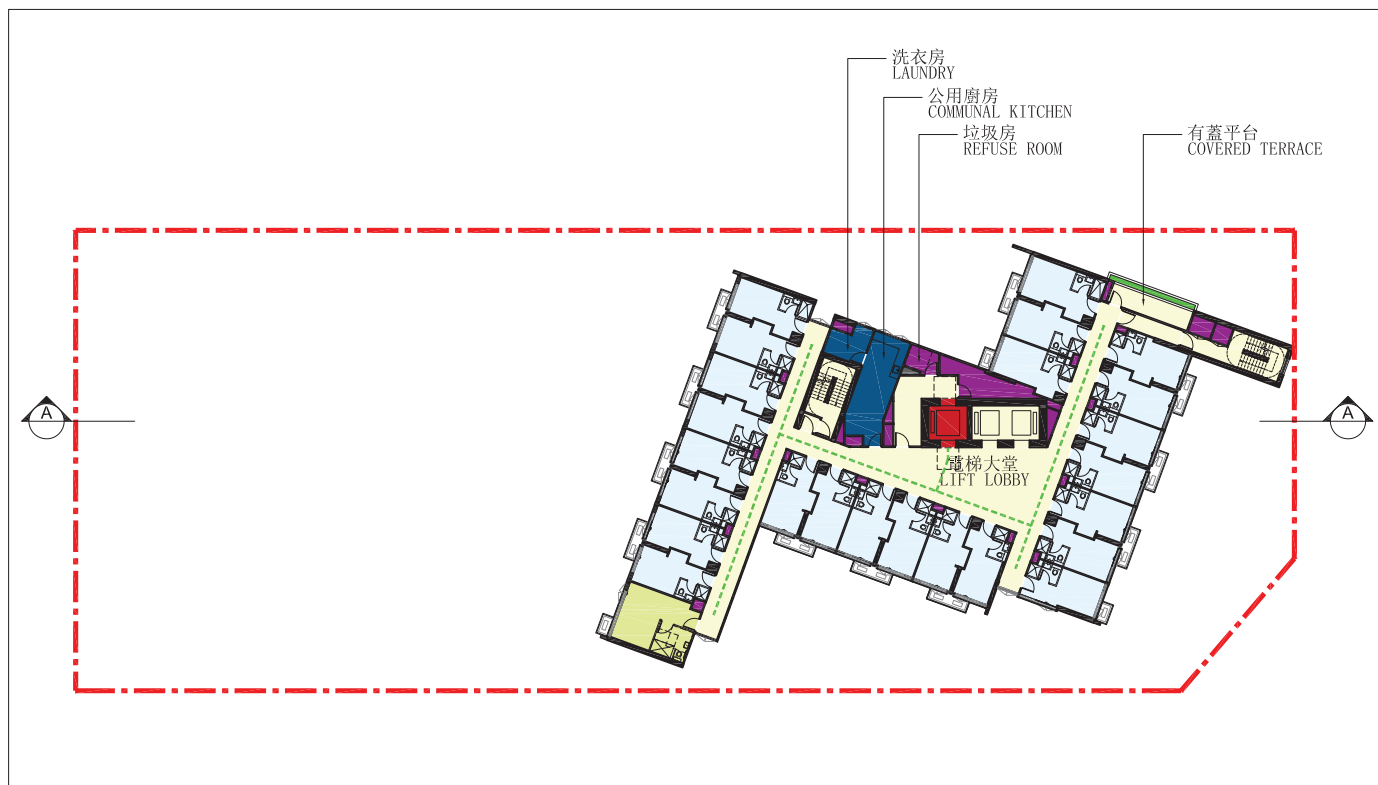 洗衣房
LAUNDRY
公用廚房
COMMUNAL KITCHEN
垃圾房
REFUSE ROOM
有蓋平台
COVERED TERRACE
A
A
電梯大堂
LIFT LOBBY